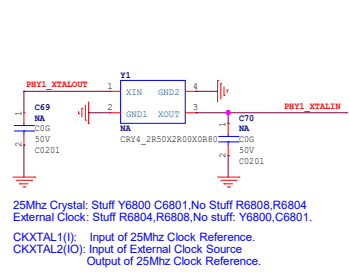 Y1
PHY1_XTALOUT
1
XIN
GND2
4
2
GND1
XOUT
3
PHY1_XTALIN
C69
NA
C0G
50V
C0201
1
2
NA
CRY4_2R50X2R00X0R80
C70
NA
C0G
50V
C0201
1
2
25Mhz Crystal: Stuff Y6800 C6801,No Stuff R6808,R6804
External Clock: Stuff R6804,R6808,No stuff: Y6800,C6801.
CKXTAL1(I): Input of 25Mhz Clock Reference.
CKXTAL2(IO): Input of External Clock Source
Output of 25Mhz Clock Reference.